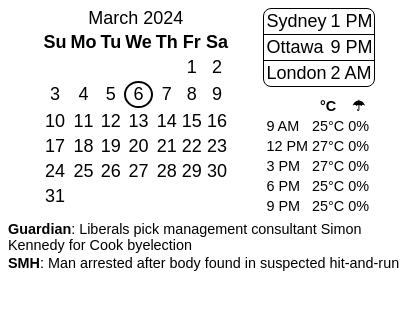 March 2024
Su Mo Tu We Th Fr Sa
1 2
3 4 5 6 7 8 9
10 11 12 13 14 15 16
17 18 19 20 21 22 23
24 25 26 27 28 29 30
31
Sydney 1 PM
Ottawa 9 PM
London 2 AM
°C ☂
9 AM 25°C 0%
12 PM 27°C 0%
3 PM 27°C 0%
6 PM 25°C 0%
9 PM 25°C 0%
Guardian: Liberals pick management consultant Simon
Kennedy for Cook byelection
SMH: Man arrested after body found in suspected hit-and-run